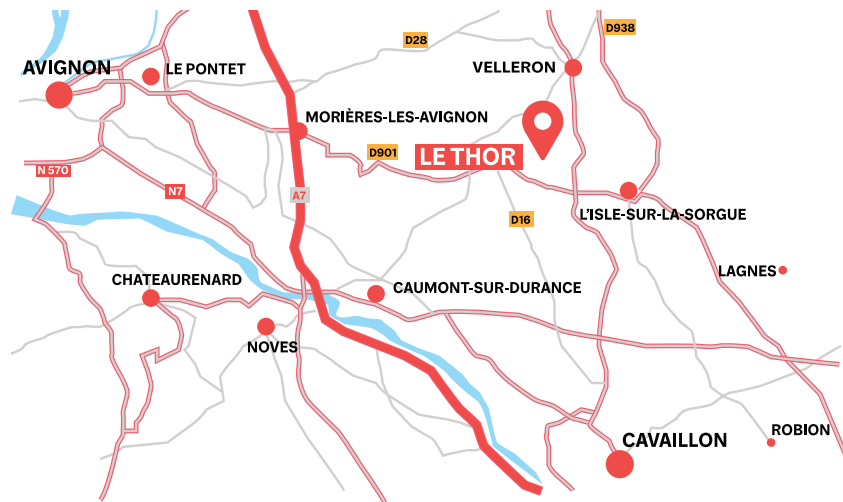 D938
D28
AVIGNON
LE PONTET
VELLERON
MORIÈRES-LES-AVIGNON
D901
LE THOR
N 570
N7
A7
L'ISLE-SUR-LA-SORGUE
D16
LAGNES
CHATEAURENARD
CAUMONT-SUR-DURANCE
NOVES
ROBION
CAVAILLON